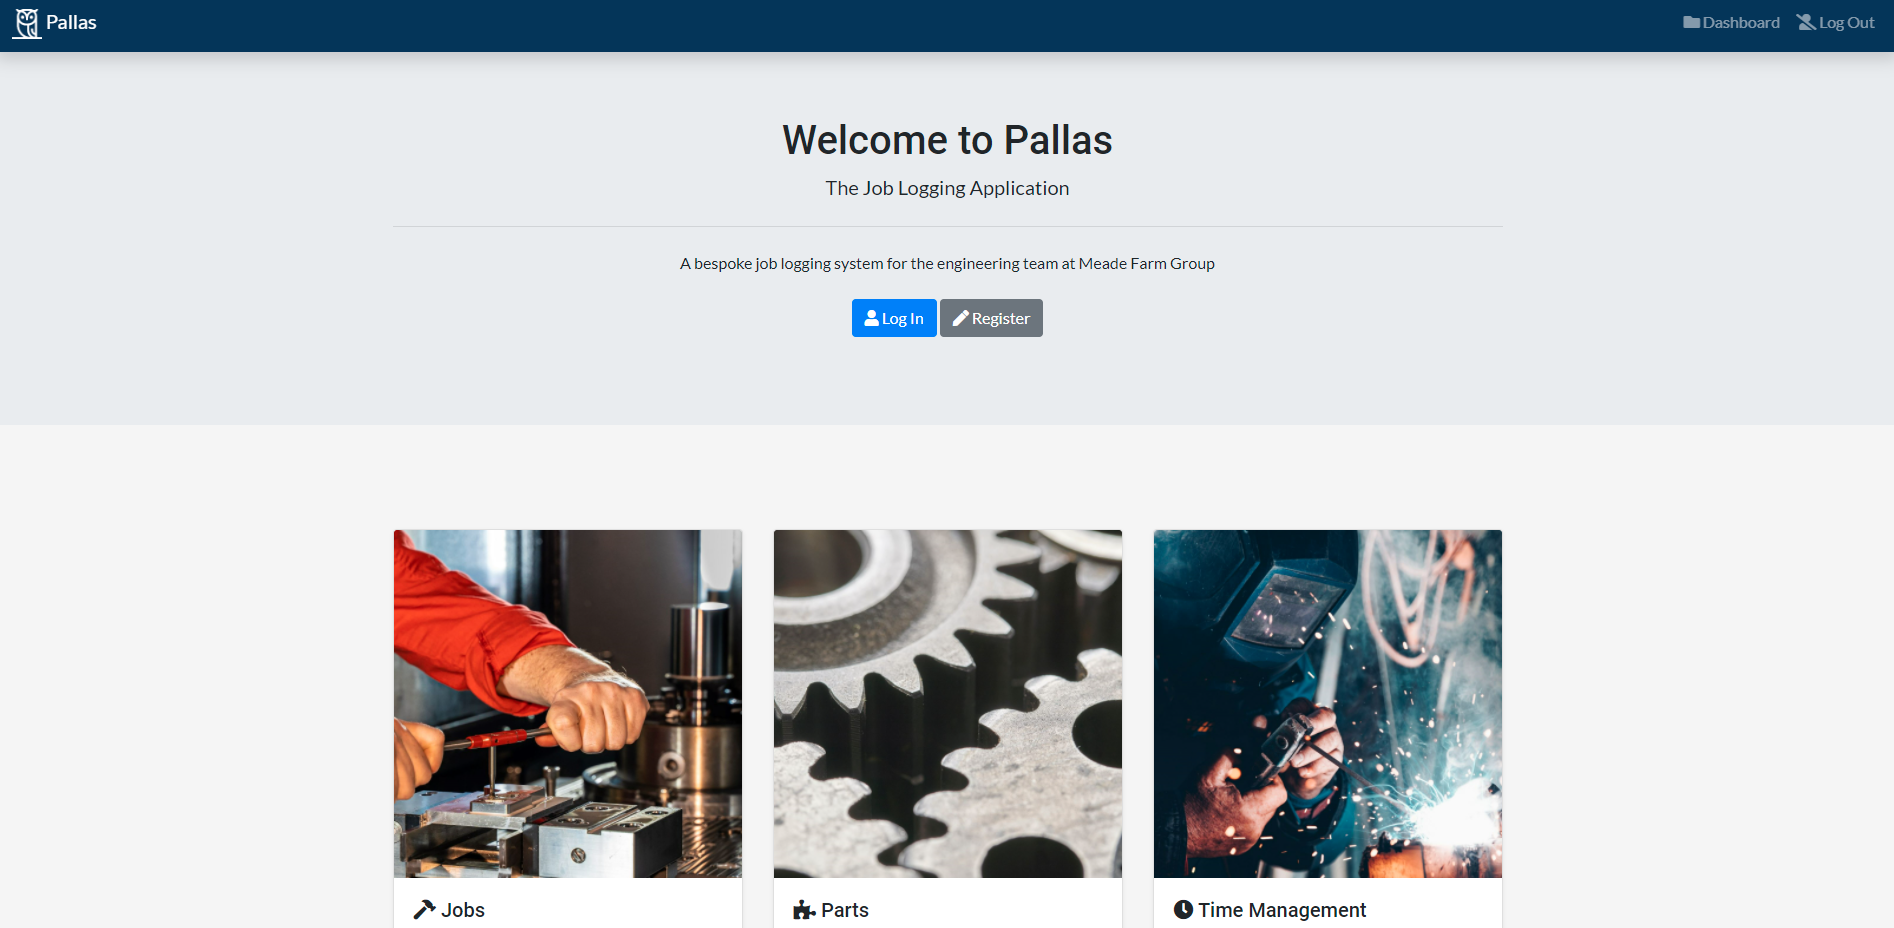 Pallas
Dashboard
Log Out
Welcome to Pallas
The Job Logging Application
A bespoke job logging system for the engineering team at Meade Farm Group
Log In
Register
Jobs
Parts
Time Management